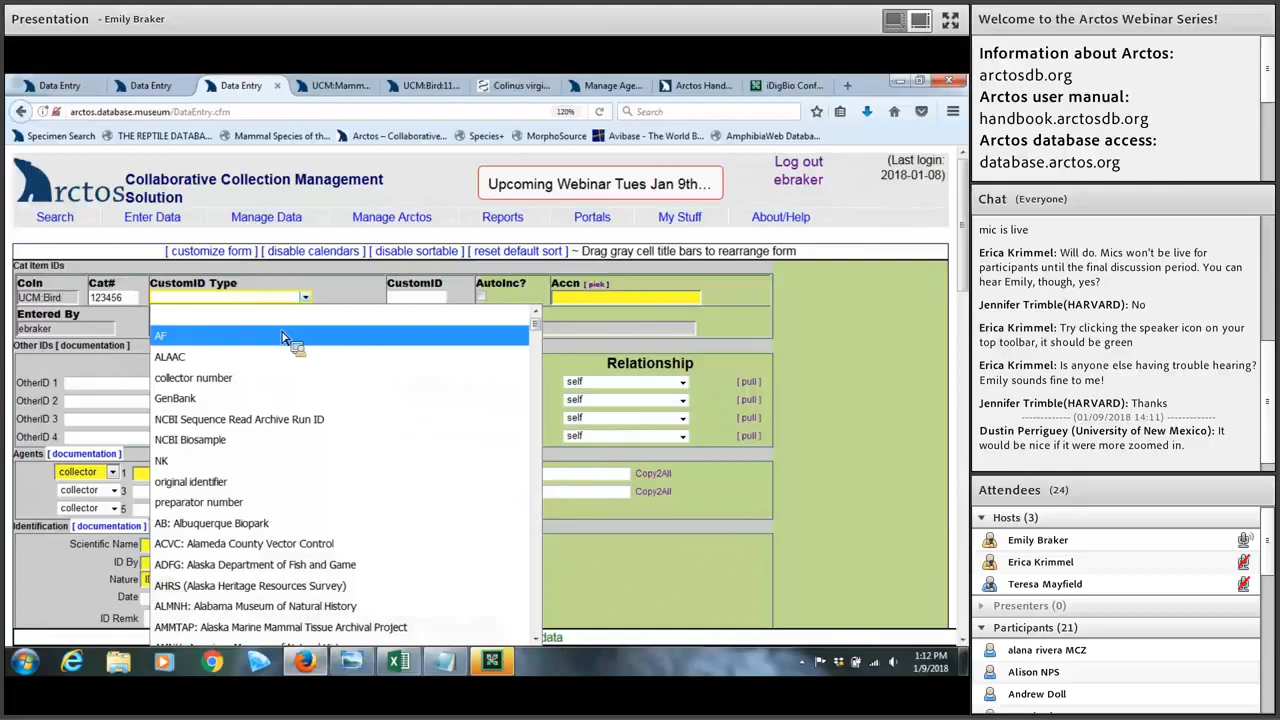 Presentation - Emily Braker
Data Entry
Data Entry
Data Entry
UCM:Mamm...
UCM:Bird:11...
Colinus virgi...
Manage Age...
Arctos Hand...
iDigBio Conf...
arctos.database.museum/DataEntry.cfm
120%
Search
Specimen Search
THE REPTILE DATABA...
Mammal Species of th...
Arctos – Collaborative...
Species+
MorphoSource
Avibase - The World B...
AmphibiaWeb Databa...
Arctos
Collaborative Collection Management
Solution
Upcoming Webinar Tues Jan 9th...
Log out
ebraker
(Last login:
2018-01-08)
Search
Enter Data
Manage Data
Manage Arctos
Reports
Portals
My Stuff
About/Help
[ customize form ] [ disable calendars ] [ disable sortable ] [ reset default sort ] ~ Drag gray cell title bars to rearrange form
Cat Item IDs
Coln
Cat#
CustomID Type
CustomID
AutoInc?
Accn [ pick ]
UCM:Bird
123456
Entered By
ebraker
Other IDs [ documentation ]
Relationship
OtherID 1
self
[ pull ]
OtherID 2
self
[ pull ]
OtherID 3
self
[ pull ]
OtherID 4
self
[ pull ]
Agents [ documentation ]
collector 1
Copy2All
collector 3
Copy2All
collector 5
Identification [ documentation ]
Scientific Name
ID By
Nature
Date
ID Remk
AF
ALAAC
collector number
GenBank
NCBI Sequence Read Archive Run ID
NCBI Biosample
NK
original identifier
preparator number
AB: Albuquerque Biopark
ACVC: Alameda County Vector Control
ADFG: Alaska Department of Fish and Game
AHRS (Alaska Heritage Resources Survey)
ALMNH: Alabama Museum of Natural History
AMMTAP: Alaska Marine Mammal Tissue Archival Project
data
1:12 PM
1/9/2018
Welcome to the Arctos Webinar Series!
Information about Arctos:
arctosdb.org
Arctos user manual:
handbook.arctosdb.org
Arctos database access:
database.arctos.org
Chat (Everyone)
mic is live
Erica Krimmel: Will do. Mics won't be live for
participants until the final discussion period. You can
hear Emily, though, yes?
Jennifer Trimble(HARVARD): No
Erica Krimmel: Try clicking the speaker icon on your
top toolbar, it should be green
Erica Krimmel: Is anyone else having trouble hearing?
Emily sounds fine to me!
Jennifer Trimble(HARVARD): Thanks
(01/09/2018 14:11)
Dustin Perriguey (University of New Mexico): It
would be nice if it were more zoomed in.
Attendees (24)
Hosts (3)
Emily Braker
Erica Krimmel
Teresa Mayfield
Presenters (0)
Participants (21)
alana rivera MCZ
Alison NPS
Andrew Doll